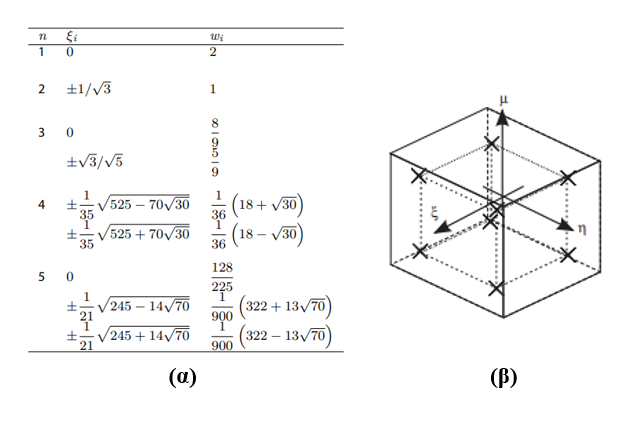 n ξᵢ wᵢ
1 0 2
2 ±1/√3 1
3 0 8/9
±√3/√5 5/9
4 ±1/35 √(525 − 70√30) 1/36 (18 + √30)
±1/35 √(525 + 70√30) 1/36 (18 − √30)
5 0 128/225
±1/21 √(245 − 14√70) 1/900 (322 + 13√70)
±1/21 √(245 + 14√70) 1/900 (322 − 13√70)
(α)
μ
ξ
η
(β)